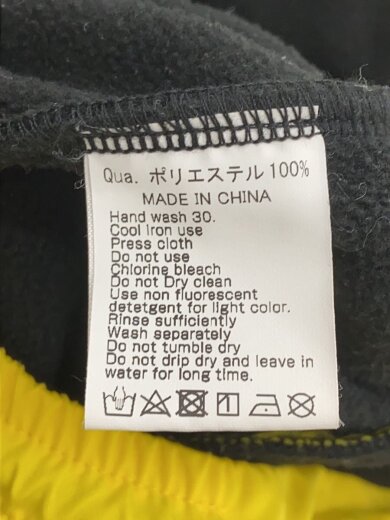 Qua. ポリエステル 100%
MADE IN CHINA
Hand wash 30.
Cool iron use
Press cloth
Do not use
Chlorine bleach
Do not Dry clean
Use non fluorescent
detetgent for light color.
Rinse sufficiently
Wash separately
Do not tumble dry
Do not drip dry and leave in
water for long time.